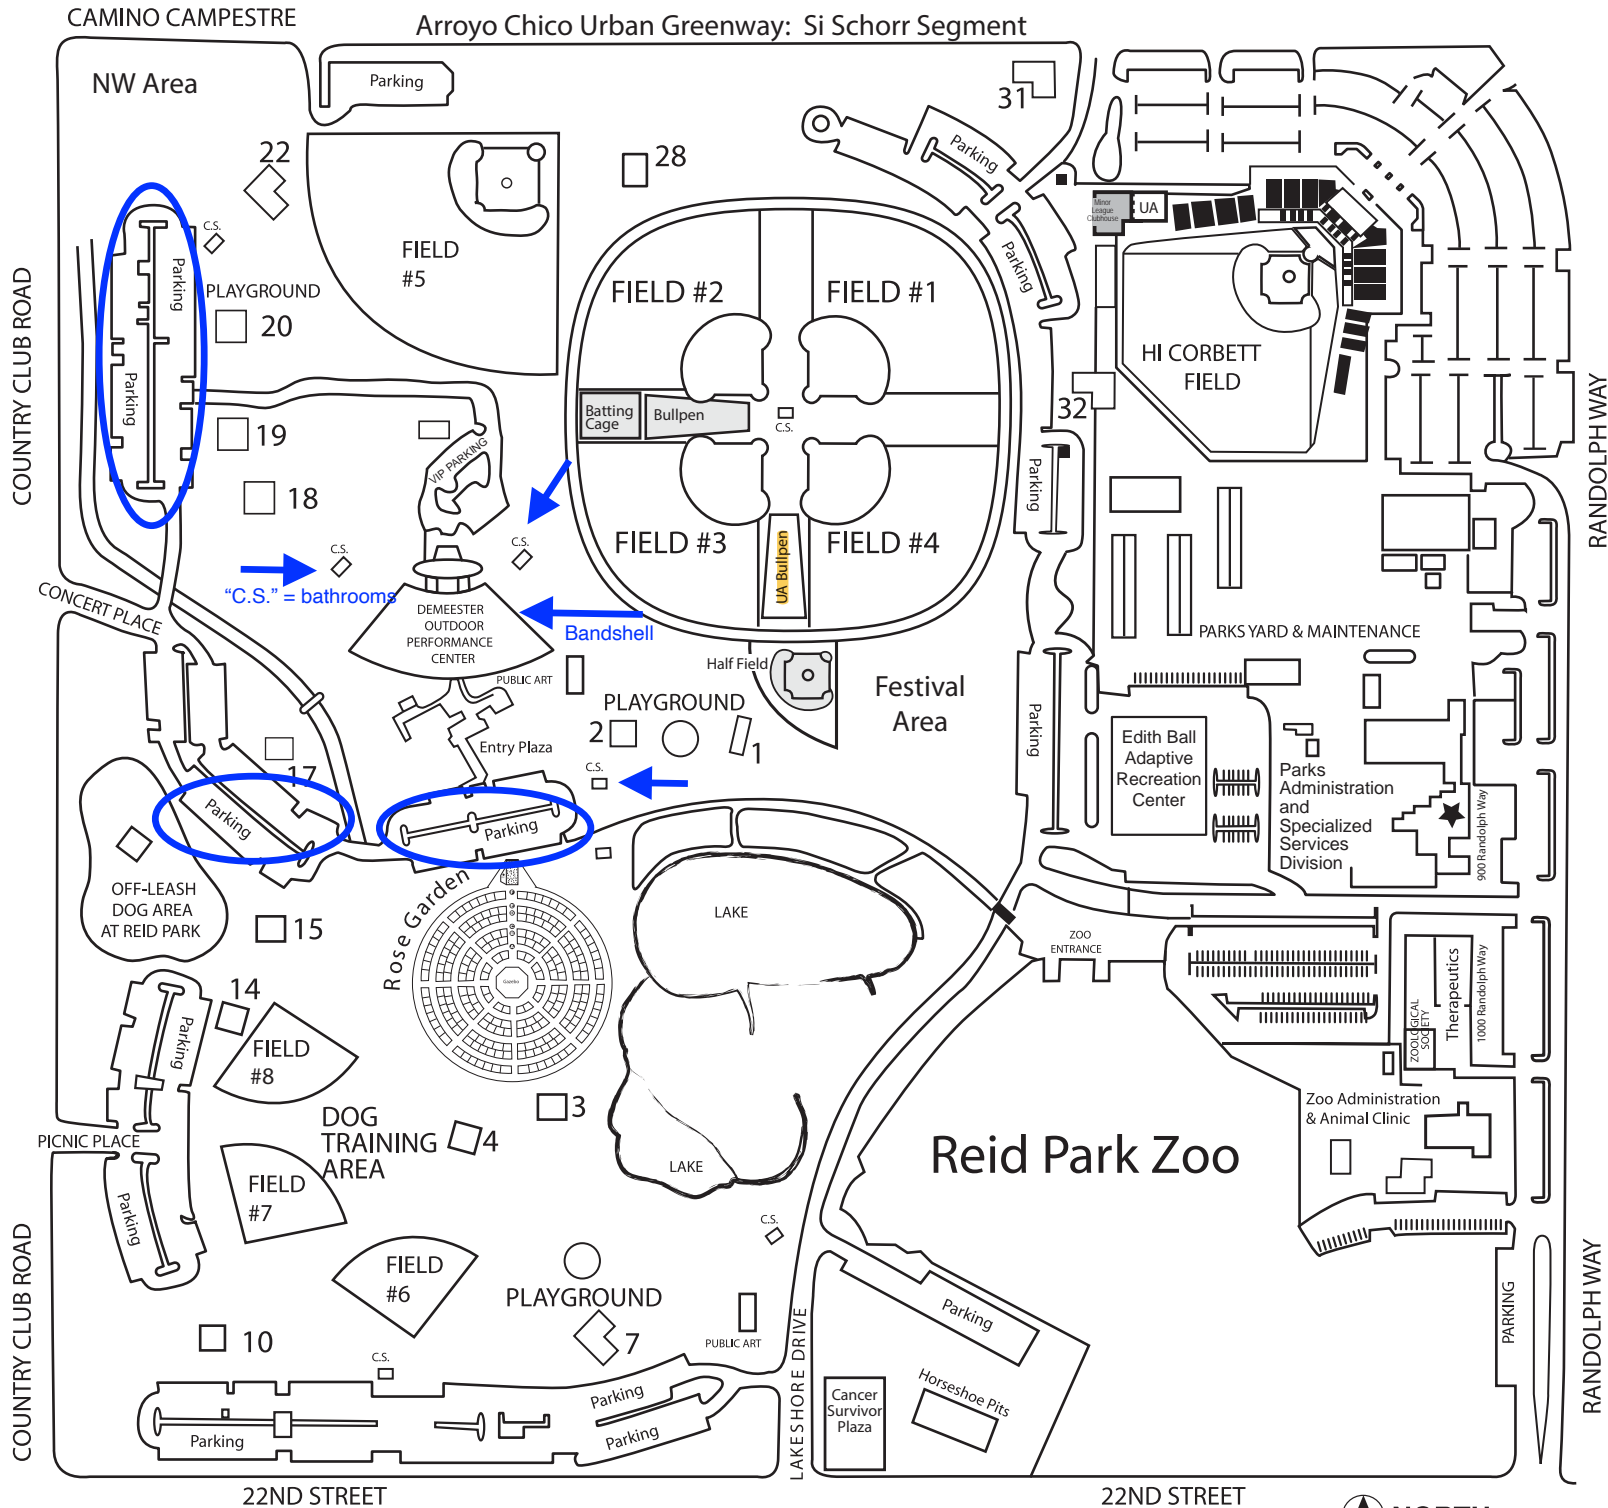 CAMINO CAMPESTRE
Arroyo Chico Urban Greenway: Si Schorr Segment
NW Area
Parking
31
22
28
Parking
Parking
Minor
League
Clubhouse
UA
C.S.
FIELD
#5
Parking
PLAYGROUND
20
FIELD #2
FIELD #1
HI CORBETT
FIELD
COUNTRY CLUB ROAD
RANDOLPH WAY
Parking
19
Batting
Cage
Bullpen
C.S.
32
VIP PARKING
Parking
18
FIELD #3
FIELD #4
UA Bullpen
C.S.
C.S.
"C.S." = bathrooms
CONCERT PLACE
DEMEESTER
OUTDOOR
PERFORMANCE
CENTER
Bandshell
PARKS YARD & MAINTENANCE
Half Field
PUBLIC ART
Festival
Area
PLAYGROUND
2
1
Parking
Entry Plaza
17
C.S.
Edith Ball
Adaptive
Recreation
Center
Parks
Administration
and
Specialized
Services
Division
900 Randolph Way
Parking
Parking
Rose Garden
OFF-LEASH
DOG AREA
AT REID PARK
15
LAKE
ZOO
ENTRANCE
Gazebo
14
Parking
FIELD
#8
ZOOLOGICAL
SOCIETY
Therapeutics
1000 Randolph Way
3
DOG
TRAINING
AREA
4
Zoo Administration
& Animal Clinic
PICNIC PLACE
Reid Park Zoo
LAKE
FIELD
#7
Parking
C.S.
FIELD
#6
COUNTRY CLUB ROAD
RANDOLPH WAY
PLAYGROUND
7
10
PUBLIC ART
Parking
PARKING
C.S.
LAKESHORE DRIVE
Parking
Parking
Parking
Cancer
Survivor
Plaza
Horseshoe Pits
22ND STREET
22ND STREET
NORTH